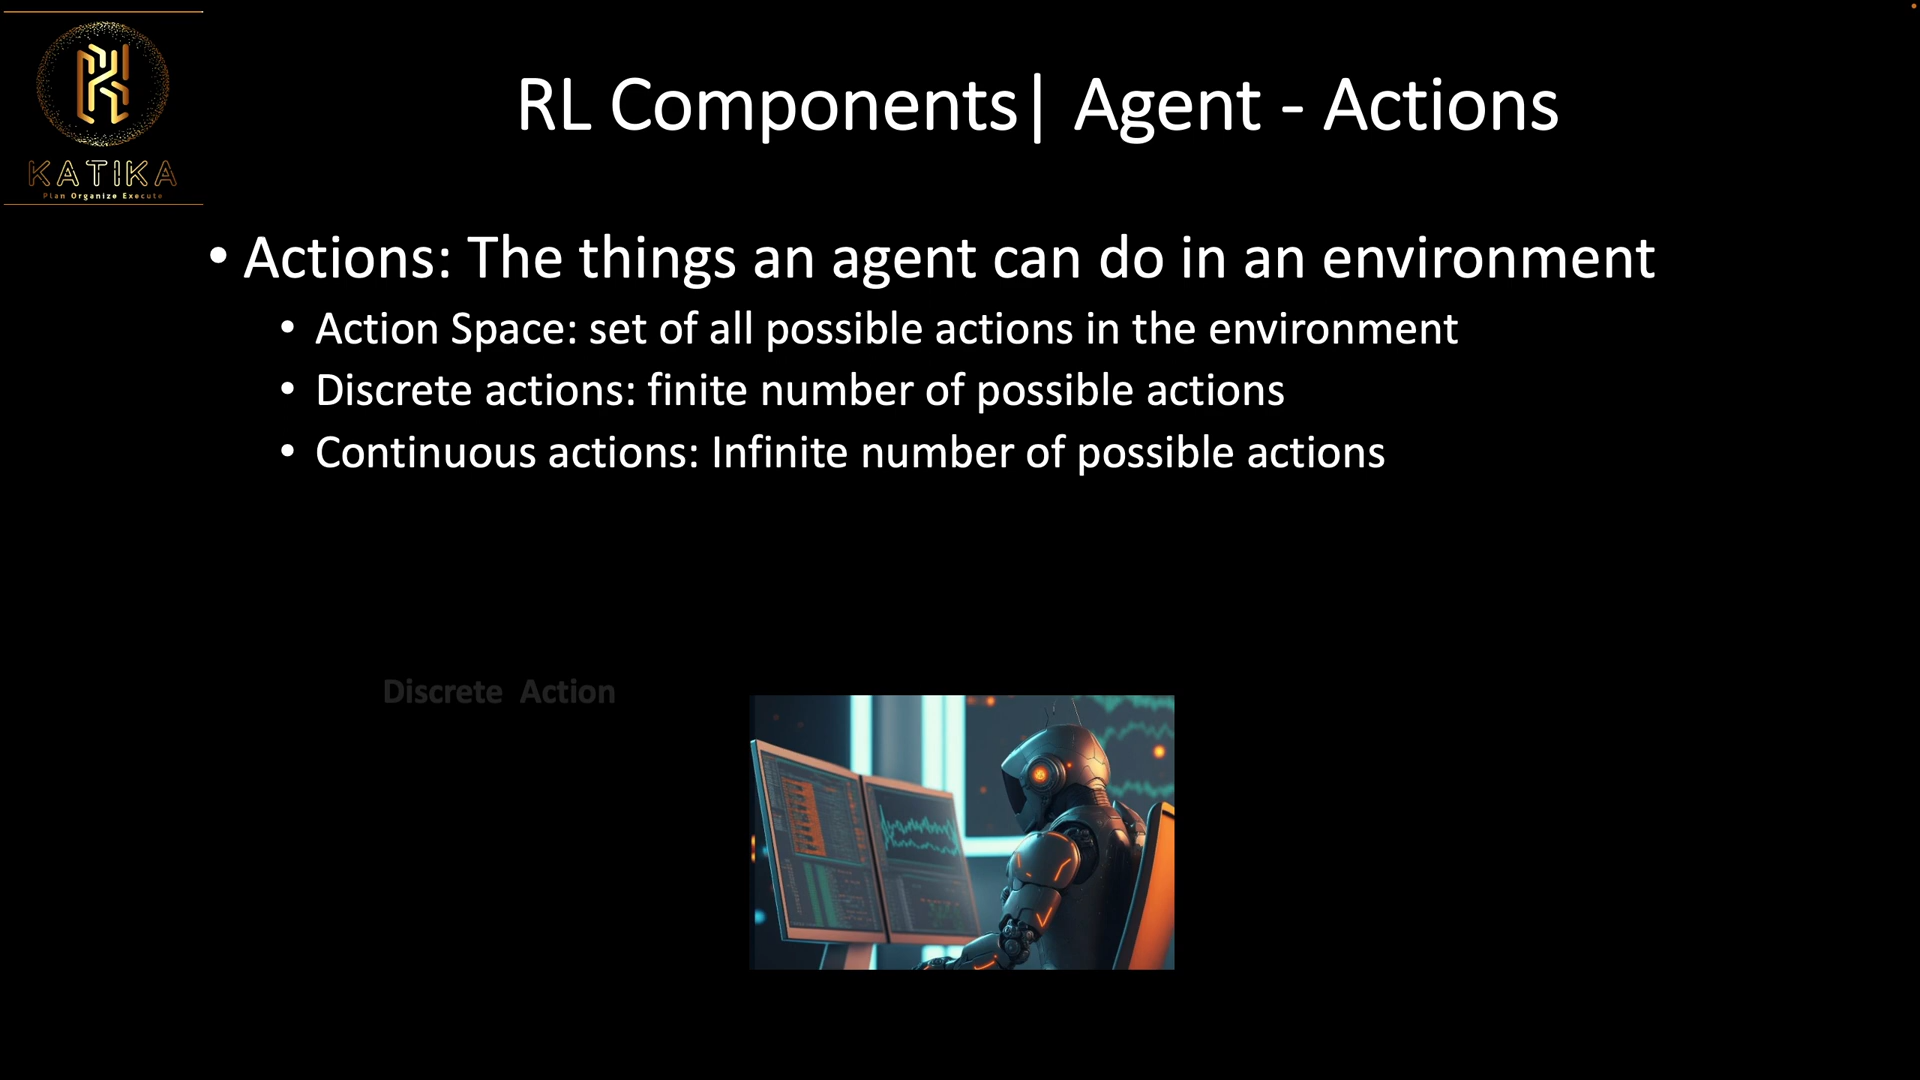 KATIKA
Plan Organize Execute
RL Components| Agent - Actions
• Actions: The things an agent can do in an environment
• Action Space: set of all possible actions in the environment
• Discrete actions: finite number of possible actions
• Continuous actions: Infinite number of possible actions
Discrete Action